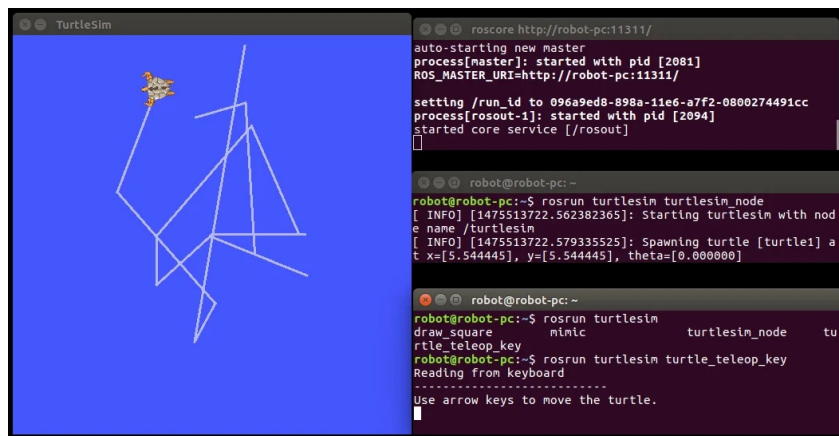 TurtleSim
roscore http://robot-pc:11311/
auto-starting new master
process[master]: started with pid [2081]
ROS_MASTER_URI=http://robot-pc:11311/
setting /run_id to 096a9ed8-898a-11e6-a7f2-0800274491cc
process[rosout-1]: started with pid [2094]
started core service [/rosout]
robot@robot-pc: ~
robot@robot-pc:~$ rosrun turtlesim turtlesim_node
[ INFO] [1475513722.562382365]: Starting turtlesim with nod
e name /turtlesim
[ INFO] [1475513722.579335525]: Spawning turtle [turtle1] a
t x=[5.544445], y=[5.544445], theta=[0.000000]
robot@robot-pc: ~
robot@robot-pc:~$ rosrun turtlesim
draw_square mimic turtlesim_node tu
rtle_teleop_key
robot@robot-pc:~$ rosrun turtlesim turtle_teleop_key
Reading from keyboard
---------------------------
Use arrow keys to move the turtle.